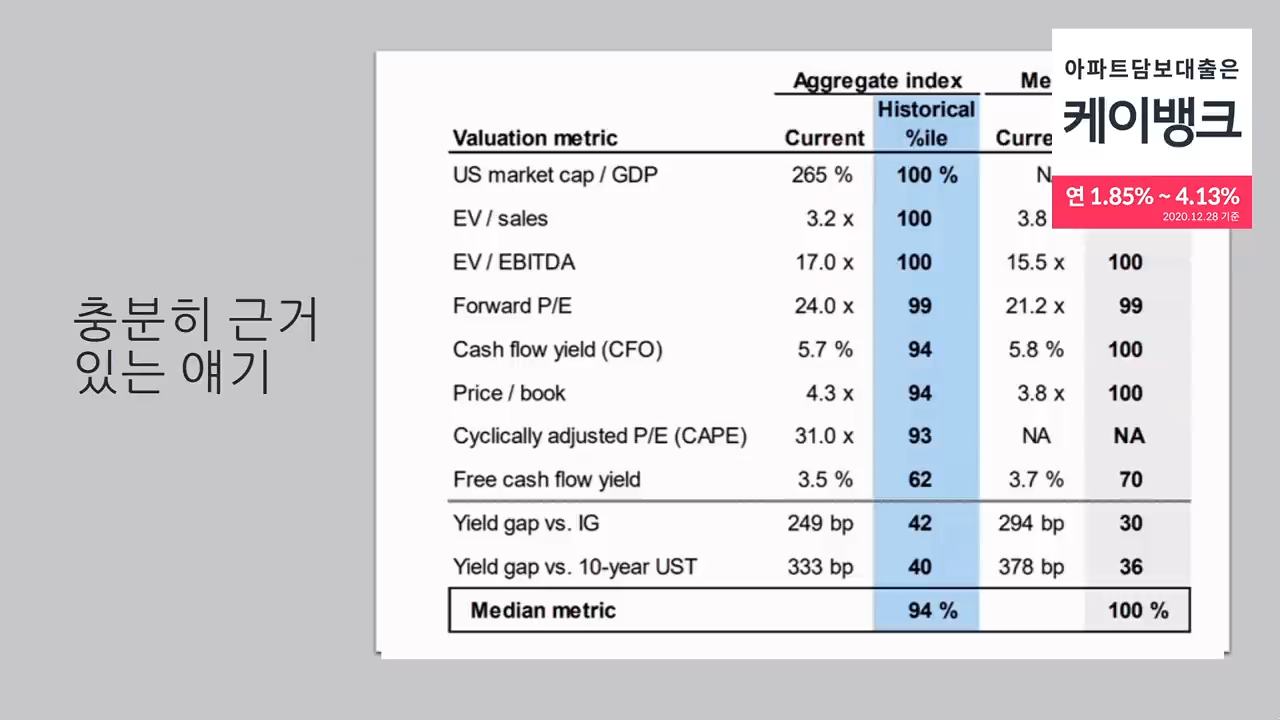 충분히 근거
있는 얘기
Aggregate index
Historical
Valuation metric Current %ile
US market cap / GDP 265 % 100 %
EV / sales 3.2 x 100 3.8
EV / EBITDA 17.0 x 100 15.5 x 100
Forward P/E 24.0 x 99 21.2 x 99
Cash flow yield (CFO) 5.7 % 94 5.8 % 100
Price / book 4.3 x 94 3.8 x 100
Cyclically adjusted P/E (CAPE) 31.0 x 93 NA NA
Free cash flow yield 3.5 % 62 3.7 % 70
Yield gap vs. IG 249 bp 42 294 bp 30
Yield gap vs. 10-year UST 333 bp 40 378 bp 36
Median metric 94 % 100 %
아파트담보대출은
케이뱅크
연 1.85% ~ 4.13%
2020.12.28 기준